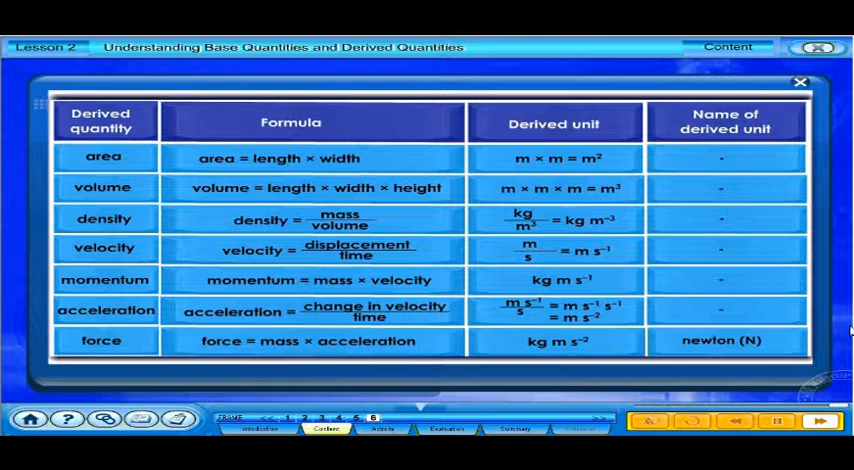 Lesson 2 Understanding Base Quantities and Derived Quantities Content
Derived quantity Formula Derived unit Name of derived unit
area area = length × width m × m = m² -
volume volume = length × width × height m × m × m = m³ -
density density = mass / volume kg / m³ = kg m⁻³ -
velocity velocity = displacement / time m / s = m s⁻¹ -
momentum momentum = mass × velocity kg m s⁻¹ -
acceleration acceleration = change in velocity / time m s⁻¹ / s = m s⁻¹ s⁻¹ = m s⁻² -
force force = mass × acceleration kg m s⁻² newton (N)
FRAME << 1 2 3 4 5 6 >>
Introduction Content Activity Evaluation Summary